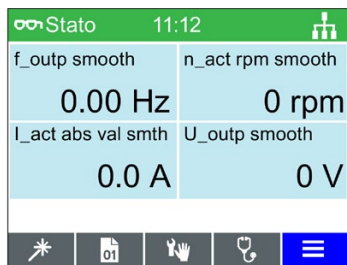 Stato 11:12
f_outp smooth
n_act rpm smooth
0.00 Hz
0 rpm
I_act abs val smth
U_outp smooth
0.0 A
0 V
01